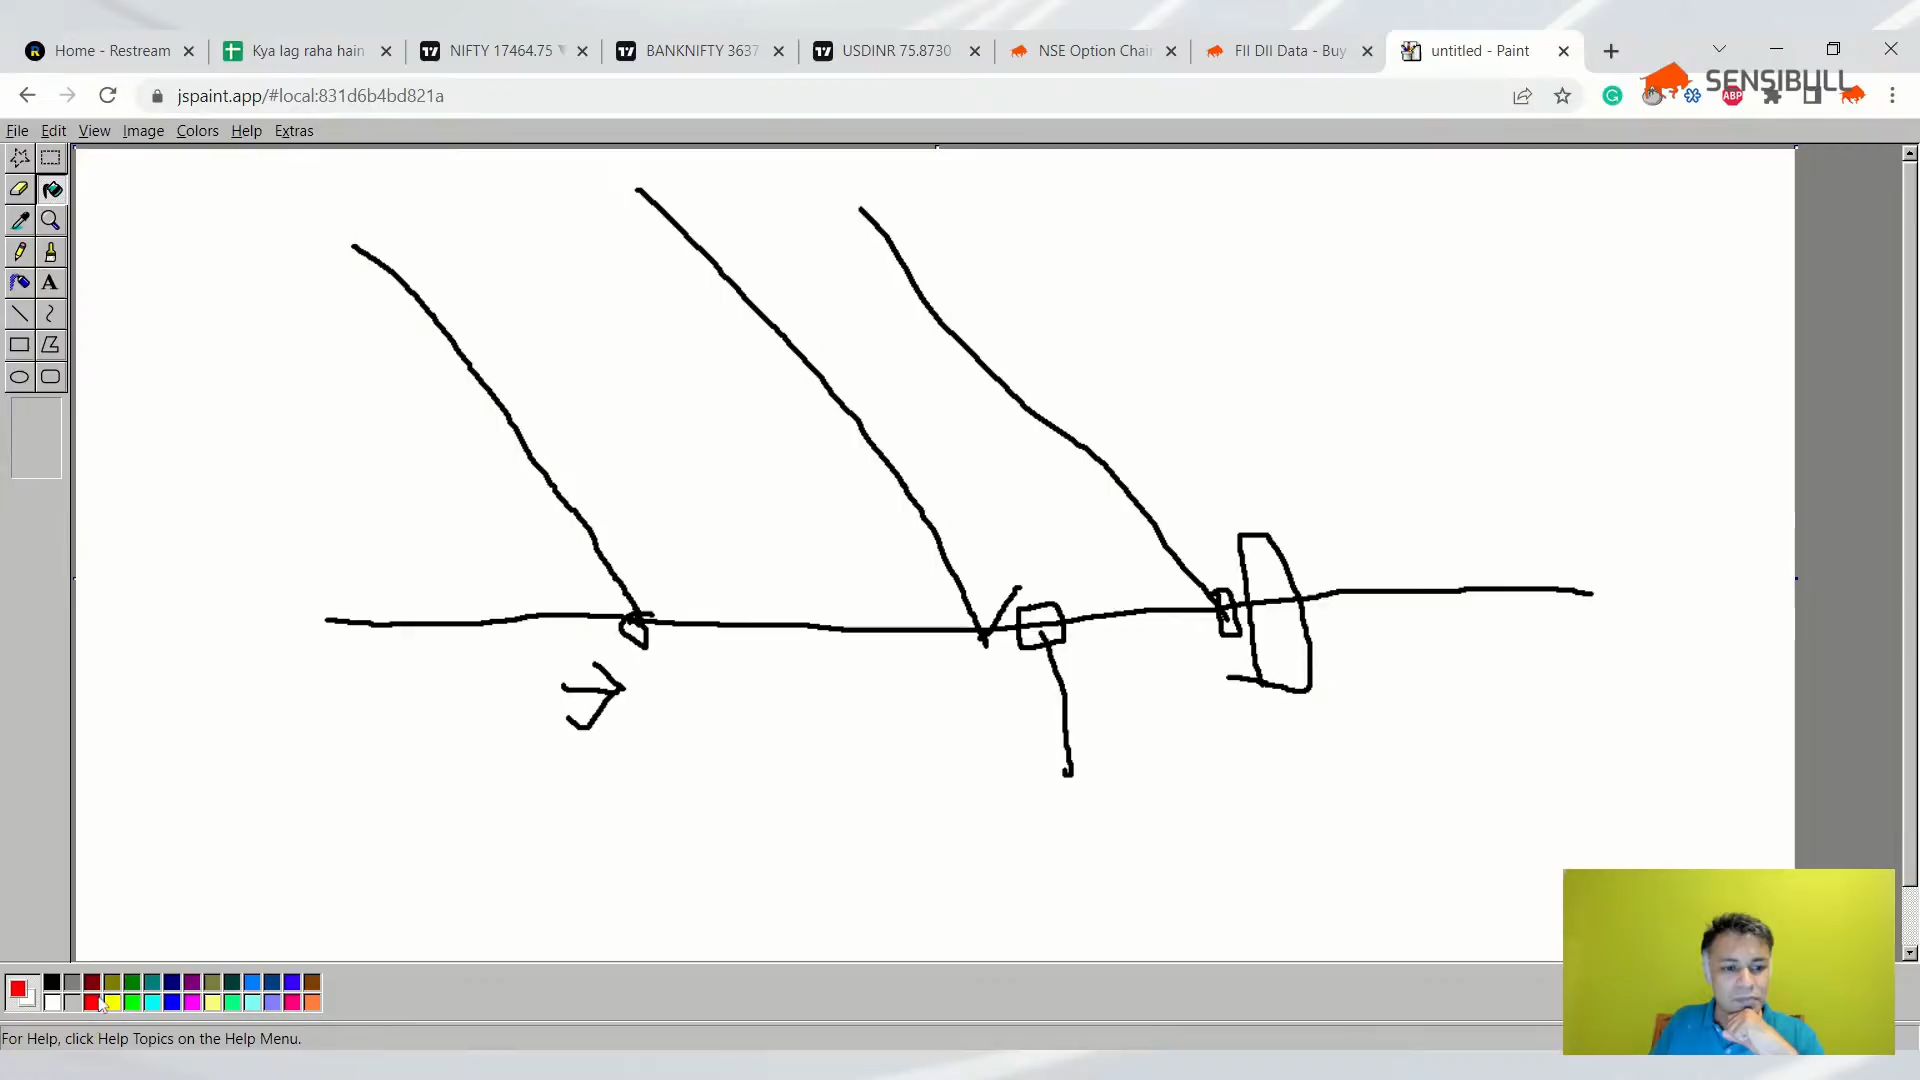 Home - Restream
Kya lag raha hain
NIFTY 17464.75
BANKNIFTY 3637
USDINR 75.8730
NSE Option Chain
FII DII Data - Buy
untitled - Paint
jspaint.app/#local:831d6b4bd821a
SENSIBULL
ABP
File Edit View Image Colors Help Extras
A
For Help, click Help Topics on the Help Menu.